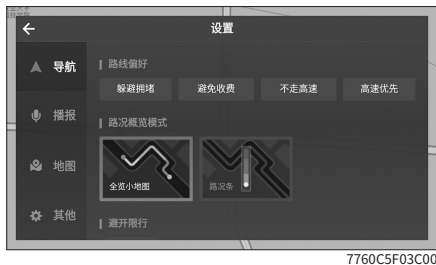 设置
导航
播报
地图
其他
路线偏好
躲避拥堵 避免收费 不走高速 高速优先
路况概览模式
全览小地图 路况条
避开限行
7760C5F03C00